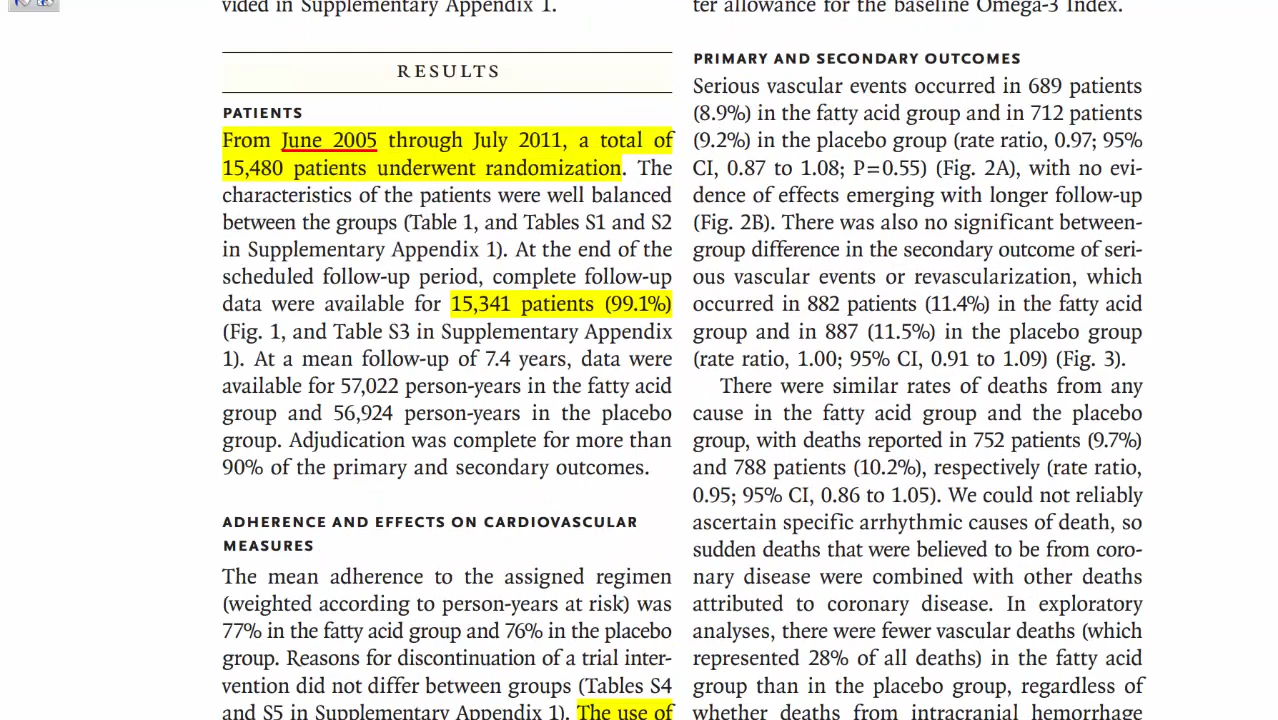 vided in Supplementary Appendix 1.
RESULTS
PATIENTS
From June 2005 through July 2011, a total of
15,480 patients underwent randomization. The
characteristics of the patients were well balanced
between the groups (Table 1, and Tables S1 and S2
in Supplementary Appendix 1). At the end of the
scheduled follow-up period, complete follow-up
data were available for 15,341 patients (99.1%)
(Fig. 1, and Table S3 in Supplementary Appendix
1). At a mean follow-up of 7.4 years, data were
available for 57,022 person-years in the fatty acid
group and 56,924 person-years in the placebo
group. Adjudication was complete for more than
90% of the primary and secondary outcomes.
ADHERENCE AND EFFECTS ON CARDIOVASCULAR
MEASURES
The mean adherence to the assigned regimen
(weighted according to person-years at risk) was
77% in the fatty acid group and 76% in the placebo
group. Reasons for discontinuation of a trial inter-
vention did not differ between groups (Tables S4
and S5 in Supplementary Appendix 1). The use of
ter allowance for the baseline Omega-3 Index.
PRIMARY AND SECONDARY OUTCOMES
Serious vascular events occurred in 689 patients
(8.9%) in the fatty acid group and in 712 patients
(9.2%) in the placebo group (rate ratio, 0.97; 95%
CI, 0.87 to 1.08; P=0.55) (Fig. 2A), with no evi-
dence of effects emerging with longer follow-up
(Fig. 2B). There was also no significant between-
group difference in the secondary outcome of seri-
ous vascular events or revascularization, which
occurred in 882 patients (11.4%) in the fatty acid
group and in 887 (11.5%) in the placebo group
(rate ratio, 1.00; 95% CI, 0.91 to 1.09) (Fig. 3).
There were similar rates of deaths from any
cause in the fatty acid group and the placebo
group, with deaths reported in 752 patients (9.7%)
and 788 patients (10.2%), respectively (rate ratio,
0.95; 95% CI, 0.86 to 1.05). We could not reliably
ascertain specific arrhythmic causes of death, so
sudden deaths that were believed to be from coro-
nary disease were combined with other deaths
attributed to coronary disease. In exploratory
analyses, there were fewer vascular deaths (which
represented 28% of all deaths) in the fatty acid
group than in the placebo group, regardless of
whether deaths from intracranial hemorrhage